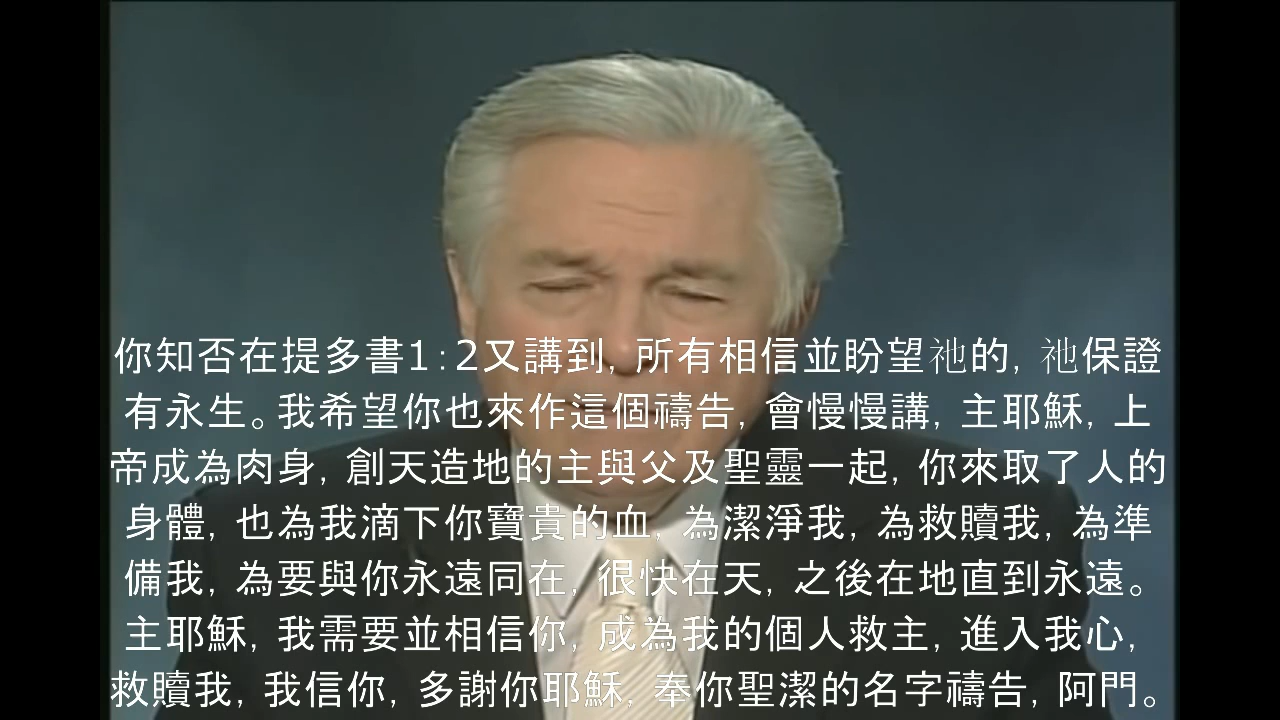 你知否在提多書1:2又講到, 所有相信並盼望祂的, 祂保證
有永生。我希望你也來作這個禱告, 會慢慢講, 主耶穌, 上
帝成為肉身, 創天造地的主與父及聖靈一起, 你來取了人的
身體, 也為我滴下你寶貴的血, 為潔淨我, 為救贖我, 為準
備我, 為要與你永遠同在, 很快在天, 之後在地直到永遠。
主耶穌, 我需要並相信你, 成為我的個人救主, 進入我心,
救贖我, 我信你, 多謝你耶穌, 奉你聖潔的名字禱告, 阿門。